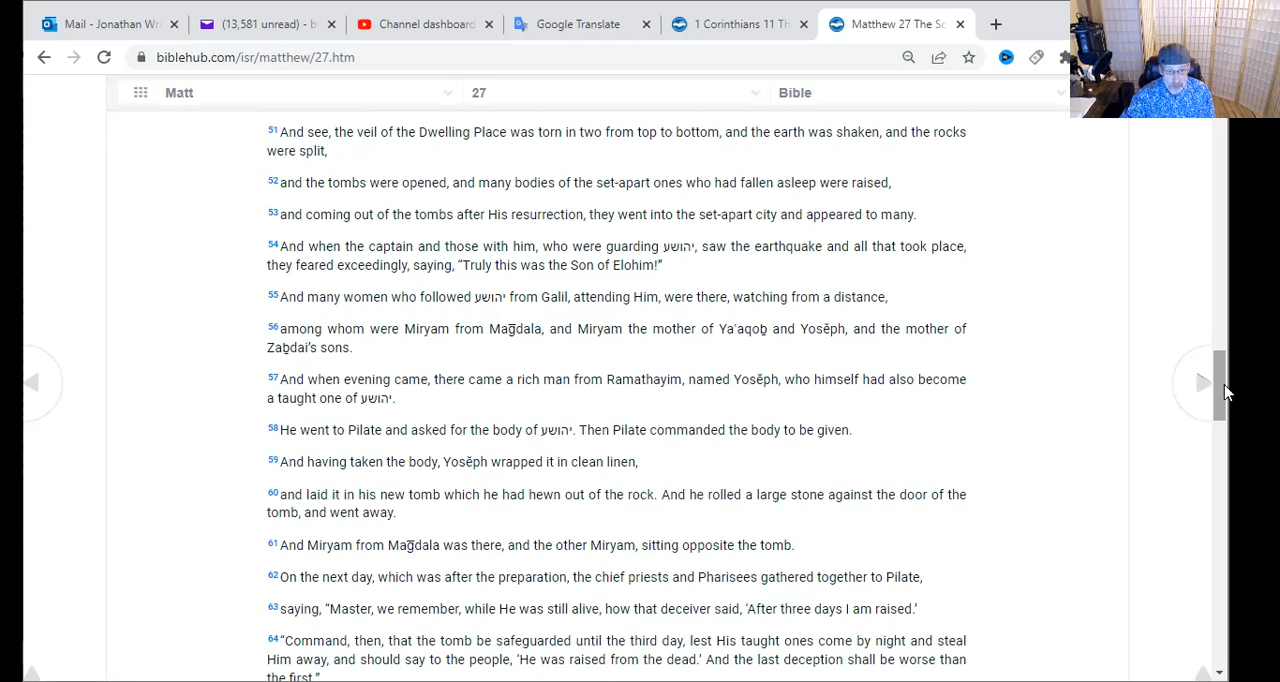 Mail - Jonathan Wr
(13,581 unread) - b
Channel dashboard
Google Translate
1 Corinthians 11 Th
Matthew 27 The Sc
biblehub.com/isr/matthew/27.htm
Matt
27
Bible
51 And see, the veil of the Dwelling Place was torn in two from top to bottom, and the earth was shaken, and the rocks
were split,
52 and the tombs were opened, and many bodies of the set-apart ones who had fallen asleep were raised,
53 and coming out of the tombs after His resurrection, they went into the set-apart city and appeared to many.
54 And when the captain and those with him, who were guarding יהושע, saw the earthquake and all that took place,
they feared exceedingly, saying, “Truly this was the Son of Elohim!”
55 And many women who followed יהושע from Galil, attending Him, were there, watching from a distance,
56 among whom were Miryam from Maḡdala, and Miryam the mother of Ya‛aqoḇ and Yosĕph, and the mother of
Zaḇdai’s sons.
57 And when evening came, there came a rich man from Ramathayim, named Yosĕph, who himself had also become
a taught one of יהושע.
58 He went to Pilate and asked for the body of יהושע. Then Pilate commanded the body to be given.
59 And having taken the body, Yosĕph wrapped it in clean linen,
60 and laid it in his new tomb which he had hewn out of the rock. And he rolled a large stone against the door of the
tomb, and went away.
61 And Miryam from Maḡdala was there, and the other Miryam, sitting opposite the tomb.
62 On the next day, which was after the preparation, the chief priests and Pharisees gathered together to Pilate,
63 saying, “Master, we remember, while He was still alive, how that deceiver said, ‘After three days I am raised.’
64 “Command, then, that the tomb be safeguarded until the third day, lest His taught ones come by night and steal
Him away, and should say to the people, ‘He was raised from the dead.’ And the last deception shall be worse than
the first.”